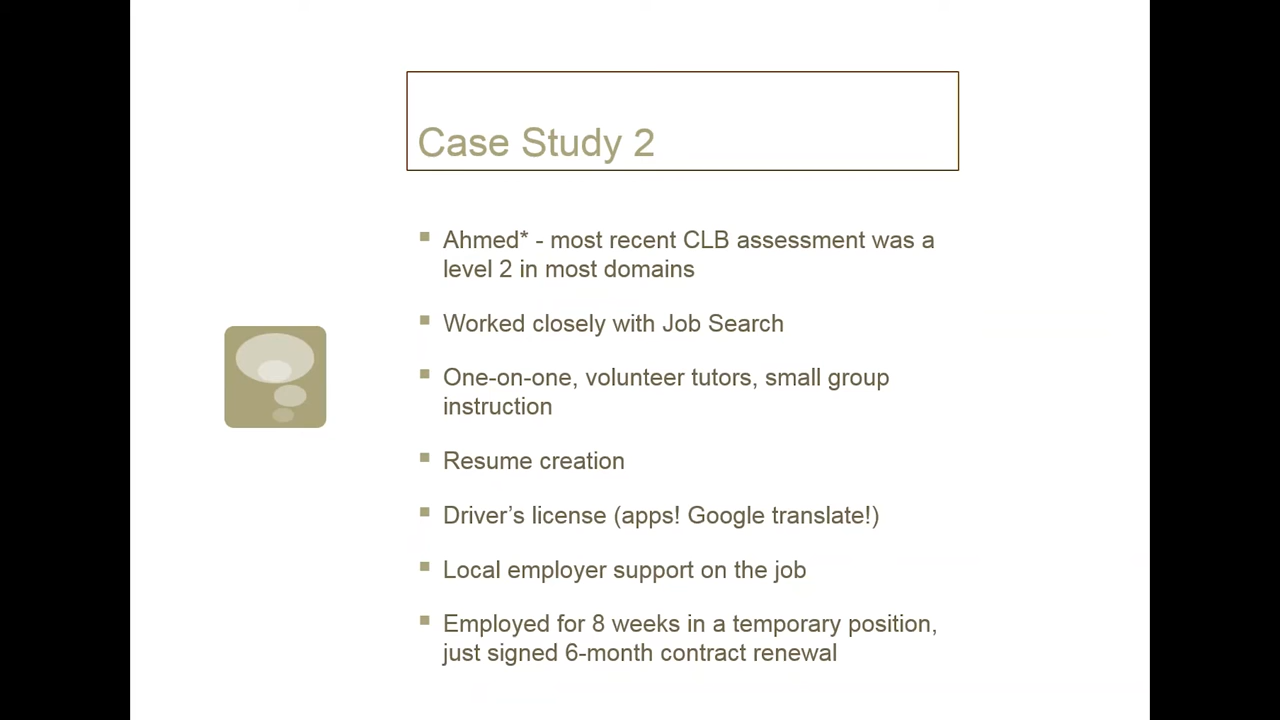 Case Study 2
Ahmed* - most recent CLB assessment was a
level 2 in most domains
Worked closely with Job Search
One-on-one, volunteer tutors, small group
instruction
Resume creation
Driver’s license (apps! Google translate!)
Local employer support on the job
Employed for 8 weeks in a temporary position,
just signed 6-month contract renewal